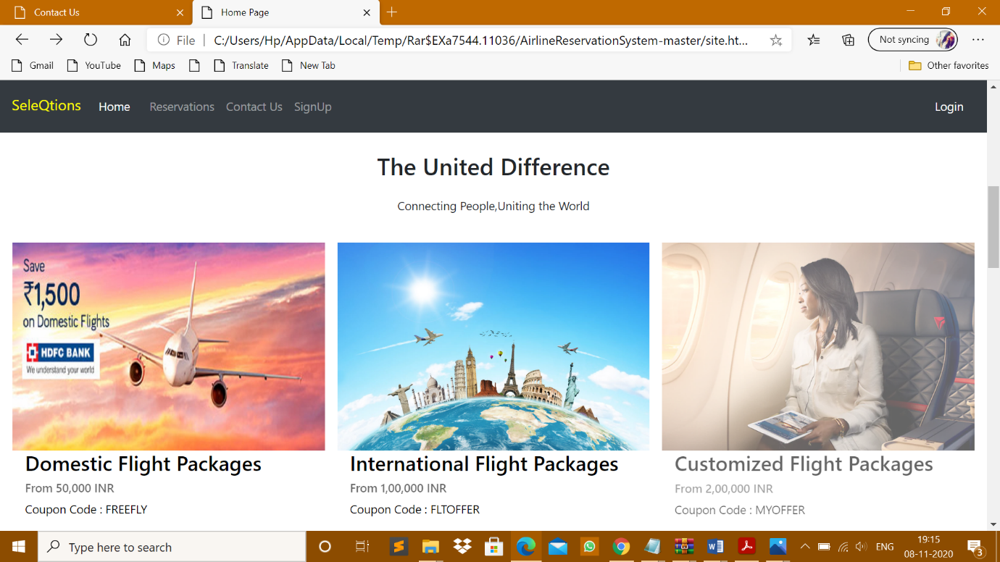 Contact Us
Home Page
File
C:/Users/Hp/AppData/Local/Temp/Rar$EXa7544.11036/AirlineReservationSystem-master/site.ht...
Not syncing
Gmail
YouTube
Maps
Translate
New Tab
Other favorites
SeleQtions
Home
Reservations
Contact Us
SignUp
Login
The United Difference
Connecting People,Uniting the World
Save
₹1,500
on Domestic Flights
HDFC BANK
We understand your world
Domestic Flight Packages
From 50,000 INR
Coupon Code : FREEFLY
International Flight Packages
From 1,00,000 INR
Coupon Code : FLTOFFER
Customized Flight Packages
From 2,00,000 INR
Coupon Code : MYOFFER
Type here to search
ENG
19:15
08-11-2020
3